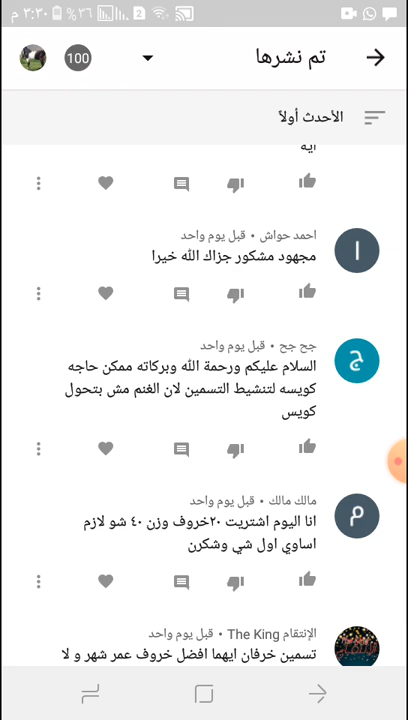 ٣:٣٠ م ٣٦% 2
تم نشرها 100
الأحدث أولاً
ايه
احمد حواش • قبل يوم واحد
مجهود مشكور جزاك الله خيرا
جح جح • قبل يوم واحد
السلام عليكم ورحمة الله وبركاته ممكن حاجه
كويسه لتنشيط التسمين لان الغنم مش بتحول
كويس
مالك مالك • قبل يوم واحد
انا اليوم اشتريت ٢٠خروف وزن ٤٠ شو لازم
اساوي اول شي وشكرن
الإنتقام The King • قبل يوم واحد
تسمين خرفان ايهما افضل خروف عمر شهر و لا